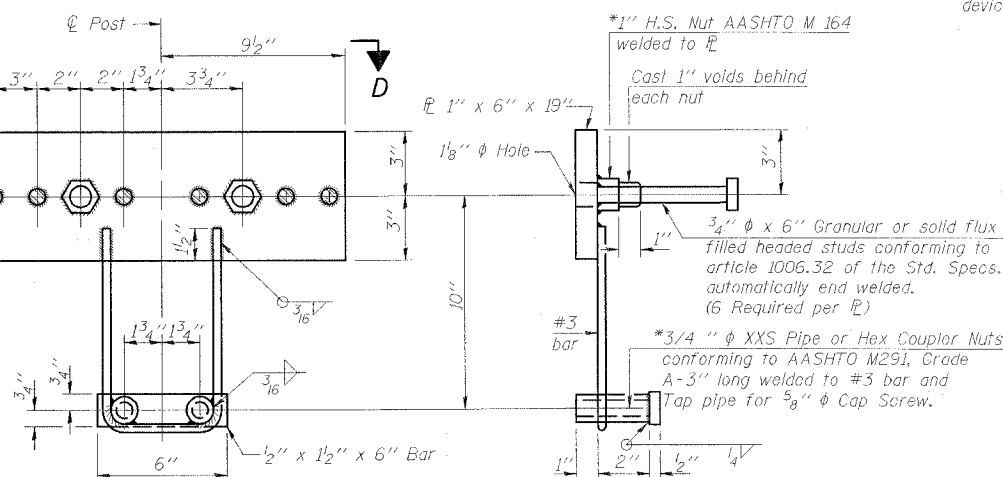 devic
℄ Post
9½"
D
3"
2"
2"
1¾"
3¾"
3"
3"
1½"
3/16
10"
1¾"
1¾"
3/16
¾"
¾"
6"
½" x 1½" x 6" Bar
*1" H.S. Nut AASHTO M 164
welded to ℄
Cast 1" voids behind
each nut
℄ 1" x 6" x 19"
1⅛" ϕ Hole
3"
1"
¾" ϕ x 6" Granular or solid flux
filled headed studs conforming to
article 1006.32 of the Std. Specs.
automatically end welded.
(6 Required per ℄)
#3
bar
*3/4 " ϕ XXS Pipe or Hex Coupler Nuts
conforming to AASHTO M291, Grade
A-3" long welded to #3 bar and
Tap pipe for ⅝" ϕ Cap Screw.
¼
1"
2"
½"